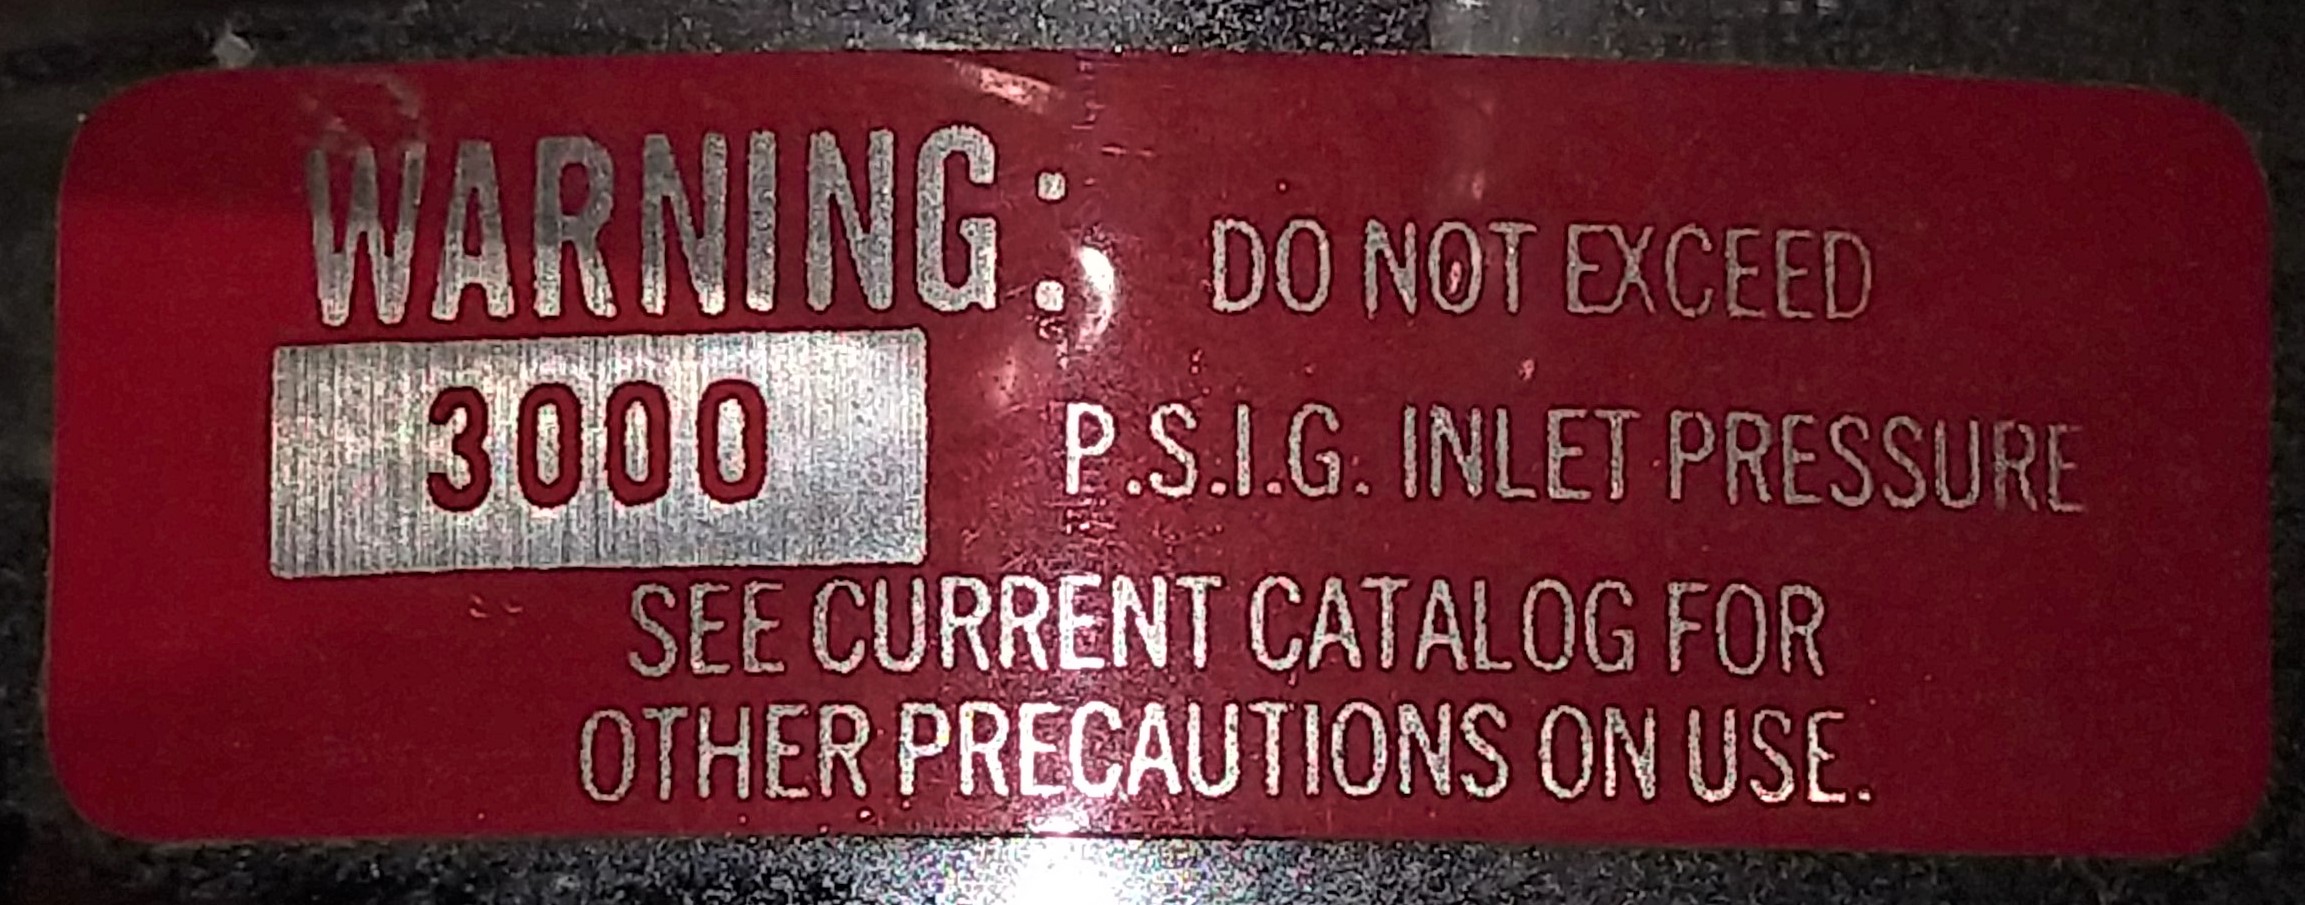 WARNING: DO NOT EXCEED
3000 P.S.I.G. INLET PRESSURE
SEE CURRENT CATALOG FOR
OTHER PRECAUTIONS ON USE.